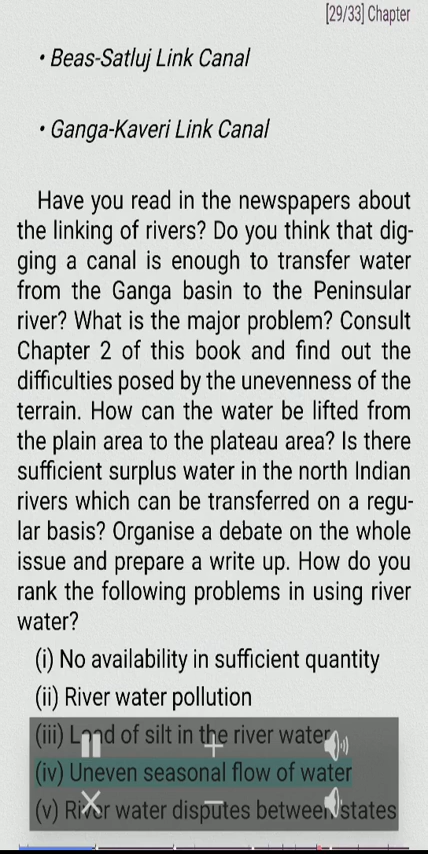 [29/33] Chapter
• Beas-Satluj Link Canal
• Ganga-Kaveri Link Canal
Have you read in the newspapers about
the linking of rivers? Do you think that dig-
ging a canal is enough to transfer water
from the Ganga basin to the Peninsular
river? What is the major problem? Consult
Chapter 2 of this book and find out the
difficulties posed by the unevenness of the
terrain. How can the water be lifted from
the plain area to the plateau area? Is there
sufficient surplus water in the north Indian
rivers which can be transferred on a regu-
lar basis? Organise a debate on the whole
issue and prepare a write up. How do you
rank the following problems in using river
water?
(i) No availability in sufficient quantity
(ii) River water pollution
(iii) Load of silt in the river water
(iv) Uneven seasonal flow of water
(v) River water disputes between states